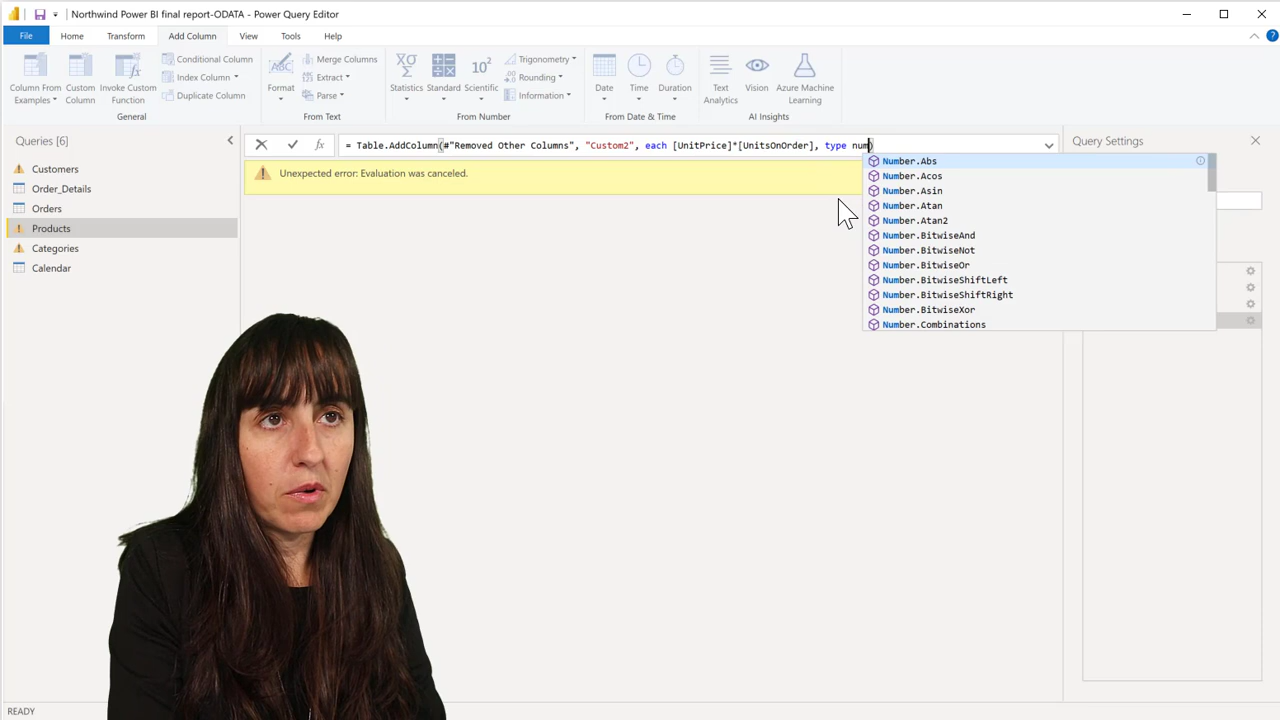 Northwind Power BI final report-ODATA - Power Query Editor
File Home Transform Add Column View Tools Help
Column From Examples
Custom Column
Invoke Custom Function
Conditional Column
Index Column
Duplicate Column
General
Format
Merge Columns
Extract
Parse
From Text
Statistics
Standard
Scientific
Trigonometry
Rounding
Information
From Number
Date
Time
Duration
From Date & Time
Text Analytics
Vision
Azure Machine Learning
AI Insights
Queries [6]
Customers
Order_Details
Orders
Products
Categories
Calendar
= Table.AddColumn(#"Removed Other Columns", "Custom2", each [UnitPrice]*[UnitsOnOrder], type num)
Unexpected error: Evaluation was canceled.
Number.Abs
Number.Acos
Number.Asin
Number.Atan
Number.Atan2
Number.BitwiseAnd
Number.BitwiseNot
Number.BitwiseOr
Number.BitwiseShiftLeft
Number.BitwiseShiftRight
Number.BitwiseXor
Number.Combinations
Query Settings
READY